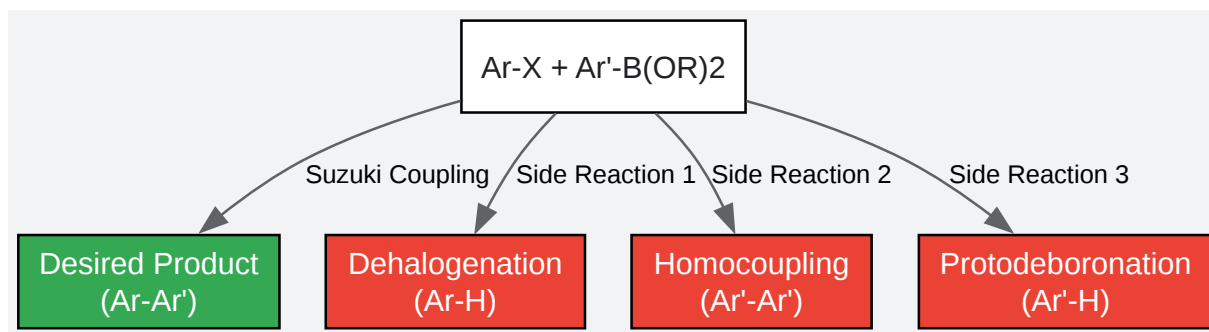 Ar-X + Ar'-B(OR)2
Suzuki Coupling
Side Reaction 1
Side Reaction 2
Side Reaction 3
Desired Product
(Ar-Ar')
Dehalogenation
(Ar-H)
Homocoupling
(Ar'-Ar')
Protodeboronation
(Ar'-H)